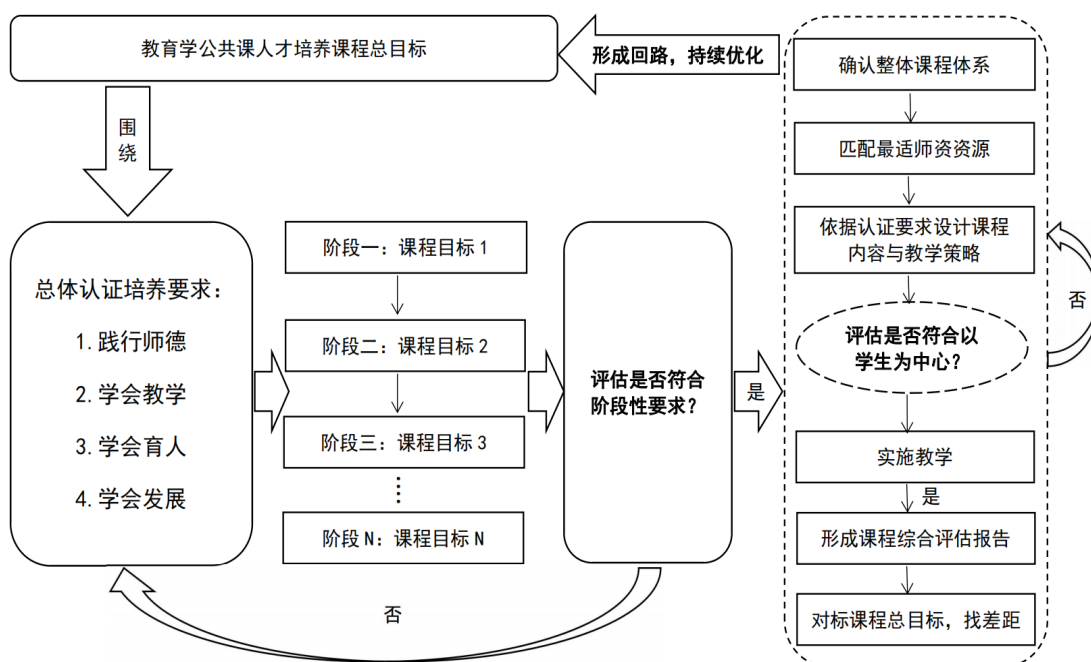 教育学公共课人才培养课程总目标
形成回路，持续优化
围
绕
总体认证培养要求：
1. 践行师德
2. 学会教学
3. 学会育人
4. 学会发展
阶段一：课程目标 1
阶段二：课程目标 2
阶段三：课程目标 3
⋮
阶段 N：课程目标 N
评估是否符合
阶段性要求？
是
否
确认整体课程体系
匹配最适师资资源
依据认证要求设计课程
内容与教学策略
评估是否符合以
学生为中心？
否
实施教学
是
形成课程综合评估报告
对标课程总目标，找差距